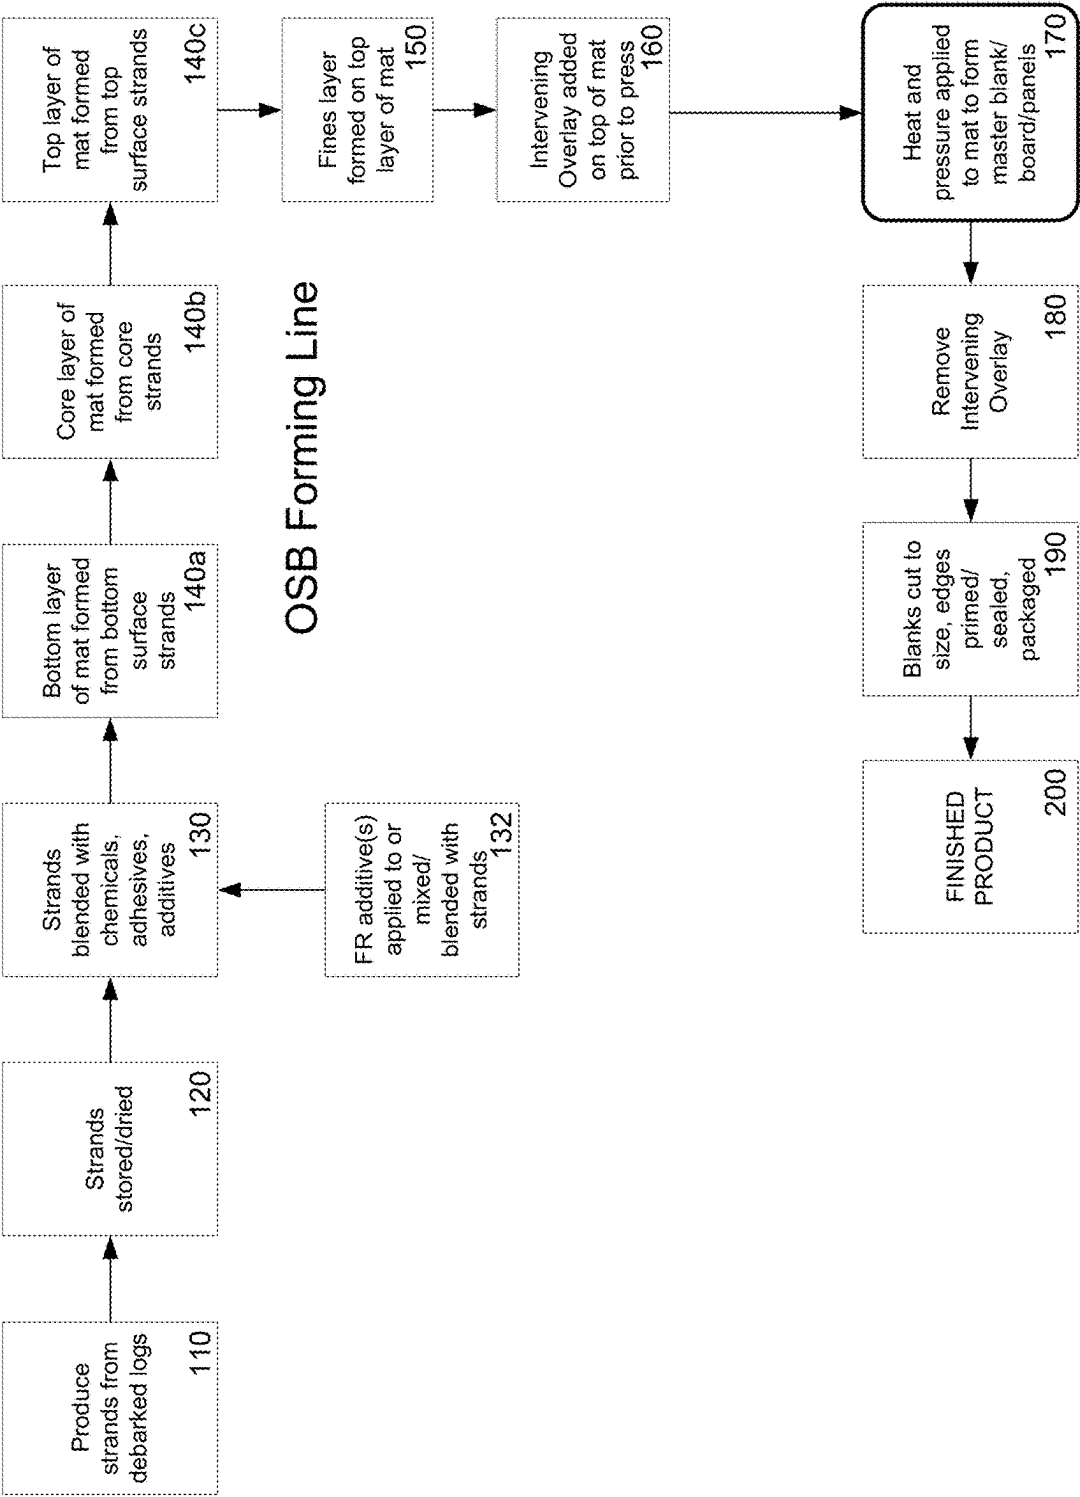 Produce
strands from
debarked logs
110
Strands
stored/dried
120
Strands
blended with
chemicals,
adhesives,
additives
130
FR additive(s)
applied to or
mixed/
blended with
strands
132
Bottom layer
of mat formed
from bottom
surface
strands
140a
Core layer of
mat formed
from core
strands
140b
Top layer of
mat formed
from top
surface strands
140c
Fines layer
formed on top
layer of mat
150
Intervening
Overlay added
on top of mat
prior to press
160
OSB Forming Line
Heat and
pressure applied
to mat to form
master blank/
board/panels
170
Remove
Intervening
Overlay
180
Blanks cut to
size, edges
primed/
sealed,
packaged
190
FINISHED
PRODUCT
200